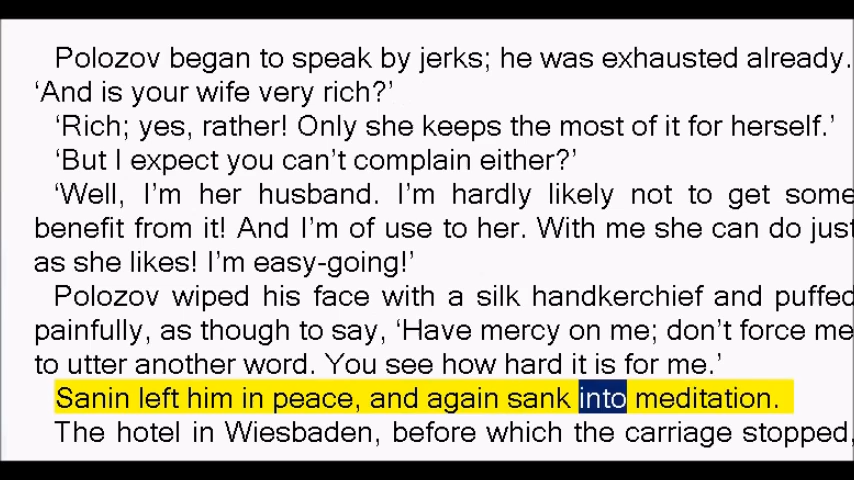 Polozov began to speak by jerks; he was exhausted already.
‘And is your wife very rich?’
‘Rich; yes, rather! Only she keeps the most of it for herself.’
‘But I expect you can’t complain either?’
‘Well, I’m her husband. I’m hardly likely not to get some
benefit from it! And I’m of use to her. With me she can do just
as she likes! I’m easy-going!’
Polozov wiped his face with a silk handkerchief and puffed
painfully, as though to say, ‘Have mercy on me; don’t force me
to utter another word. You see how hard it is for me.’
Sanin left him in peace, and again sank into meditation.
The hotel in Wiesbaden, before which the carriage stopped,